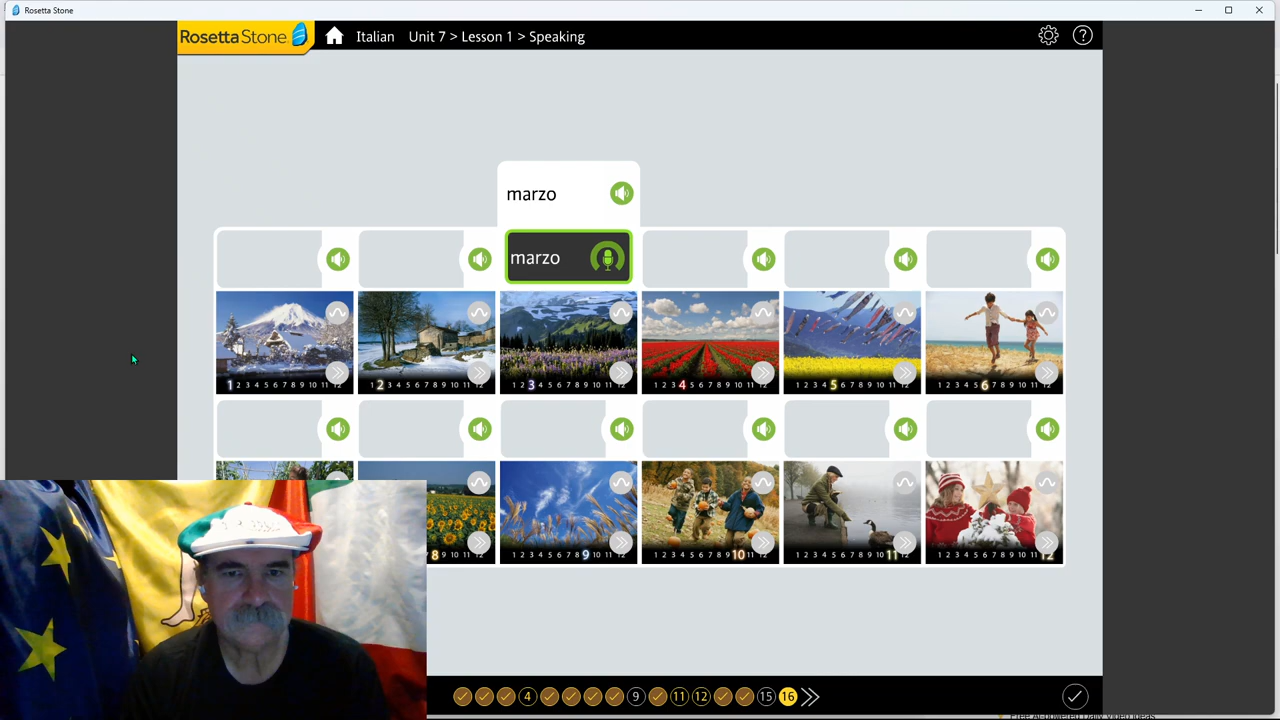 Rosetta Stone
RosettaStone
Italian Unit 7 > Lesson 1 > Speaking
marzo
marzo
1 2 3 4 5 6 7 8 9 10 11 12
1 2 3 4 5 6 7 8 9 10 11 12
1 2 3 4 5 6 7 8 9 10 11 12
1 2 3 4 5 6 7 8 9 10 11 12
1 2 3 4 5 6 7 8 9 10 11 12
1 2 3 4 5 6 7 8 9 10 11 12
8 9 10 11 12
1 2 3 4 5 6 7 8 9 10 11 12
1 2 3 4 5 6 7 8 9 10 11 12
1 2 3 4 5 6 7 8 9 10 11 12
1 2 3 4 5 6 7 8 9 10 11 12
4 9 11 12 15 16
Free AI-powered Daily Video Ideas